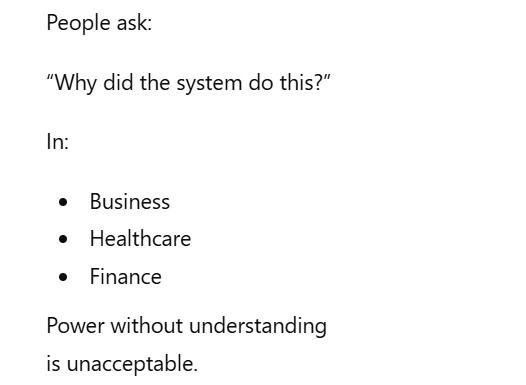 People ask:
“Why did the system do this?”
In:
• Business
• Healthcare
• Finance
Power without understanding
is unacceptable.